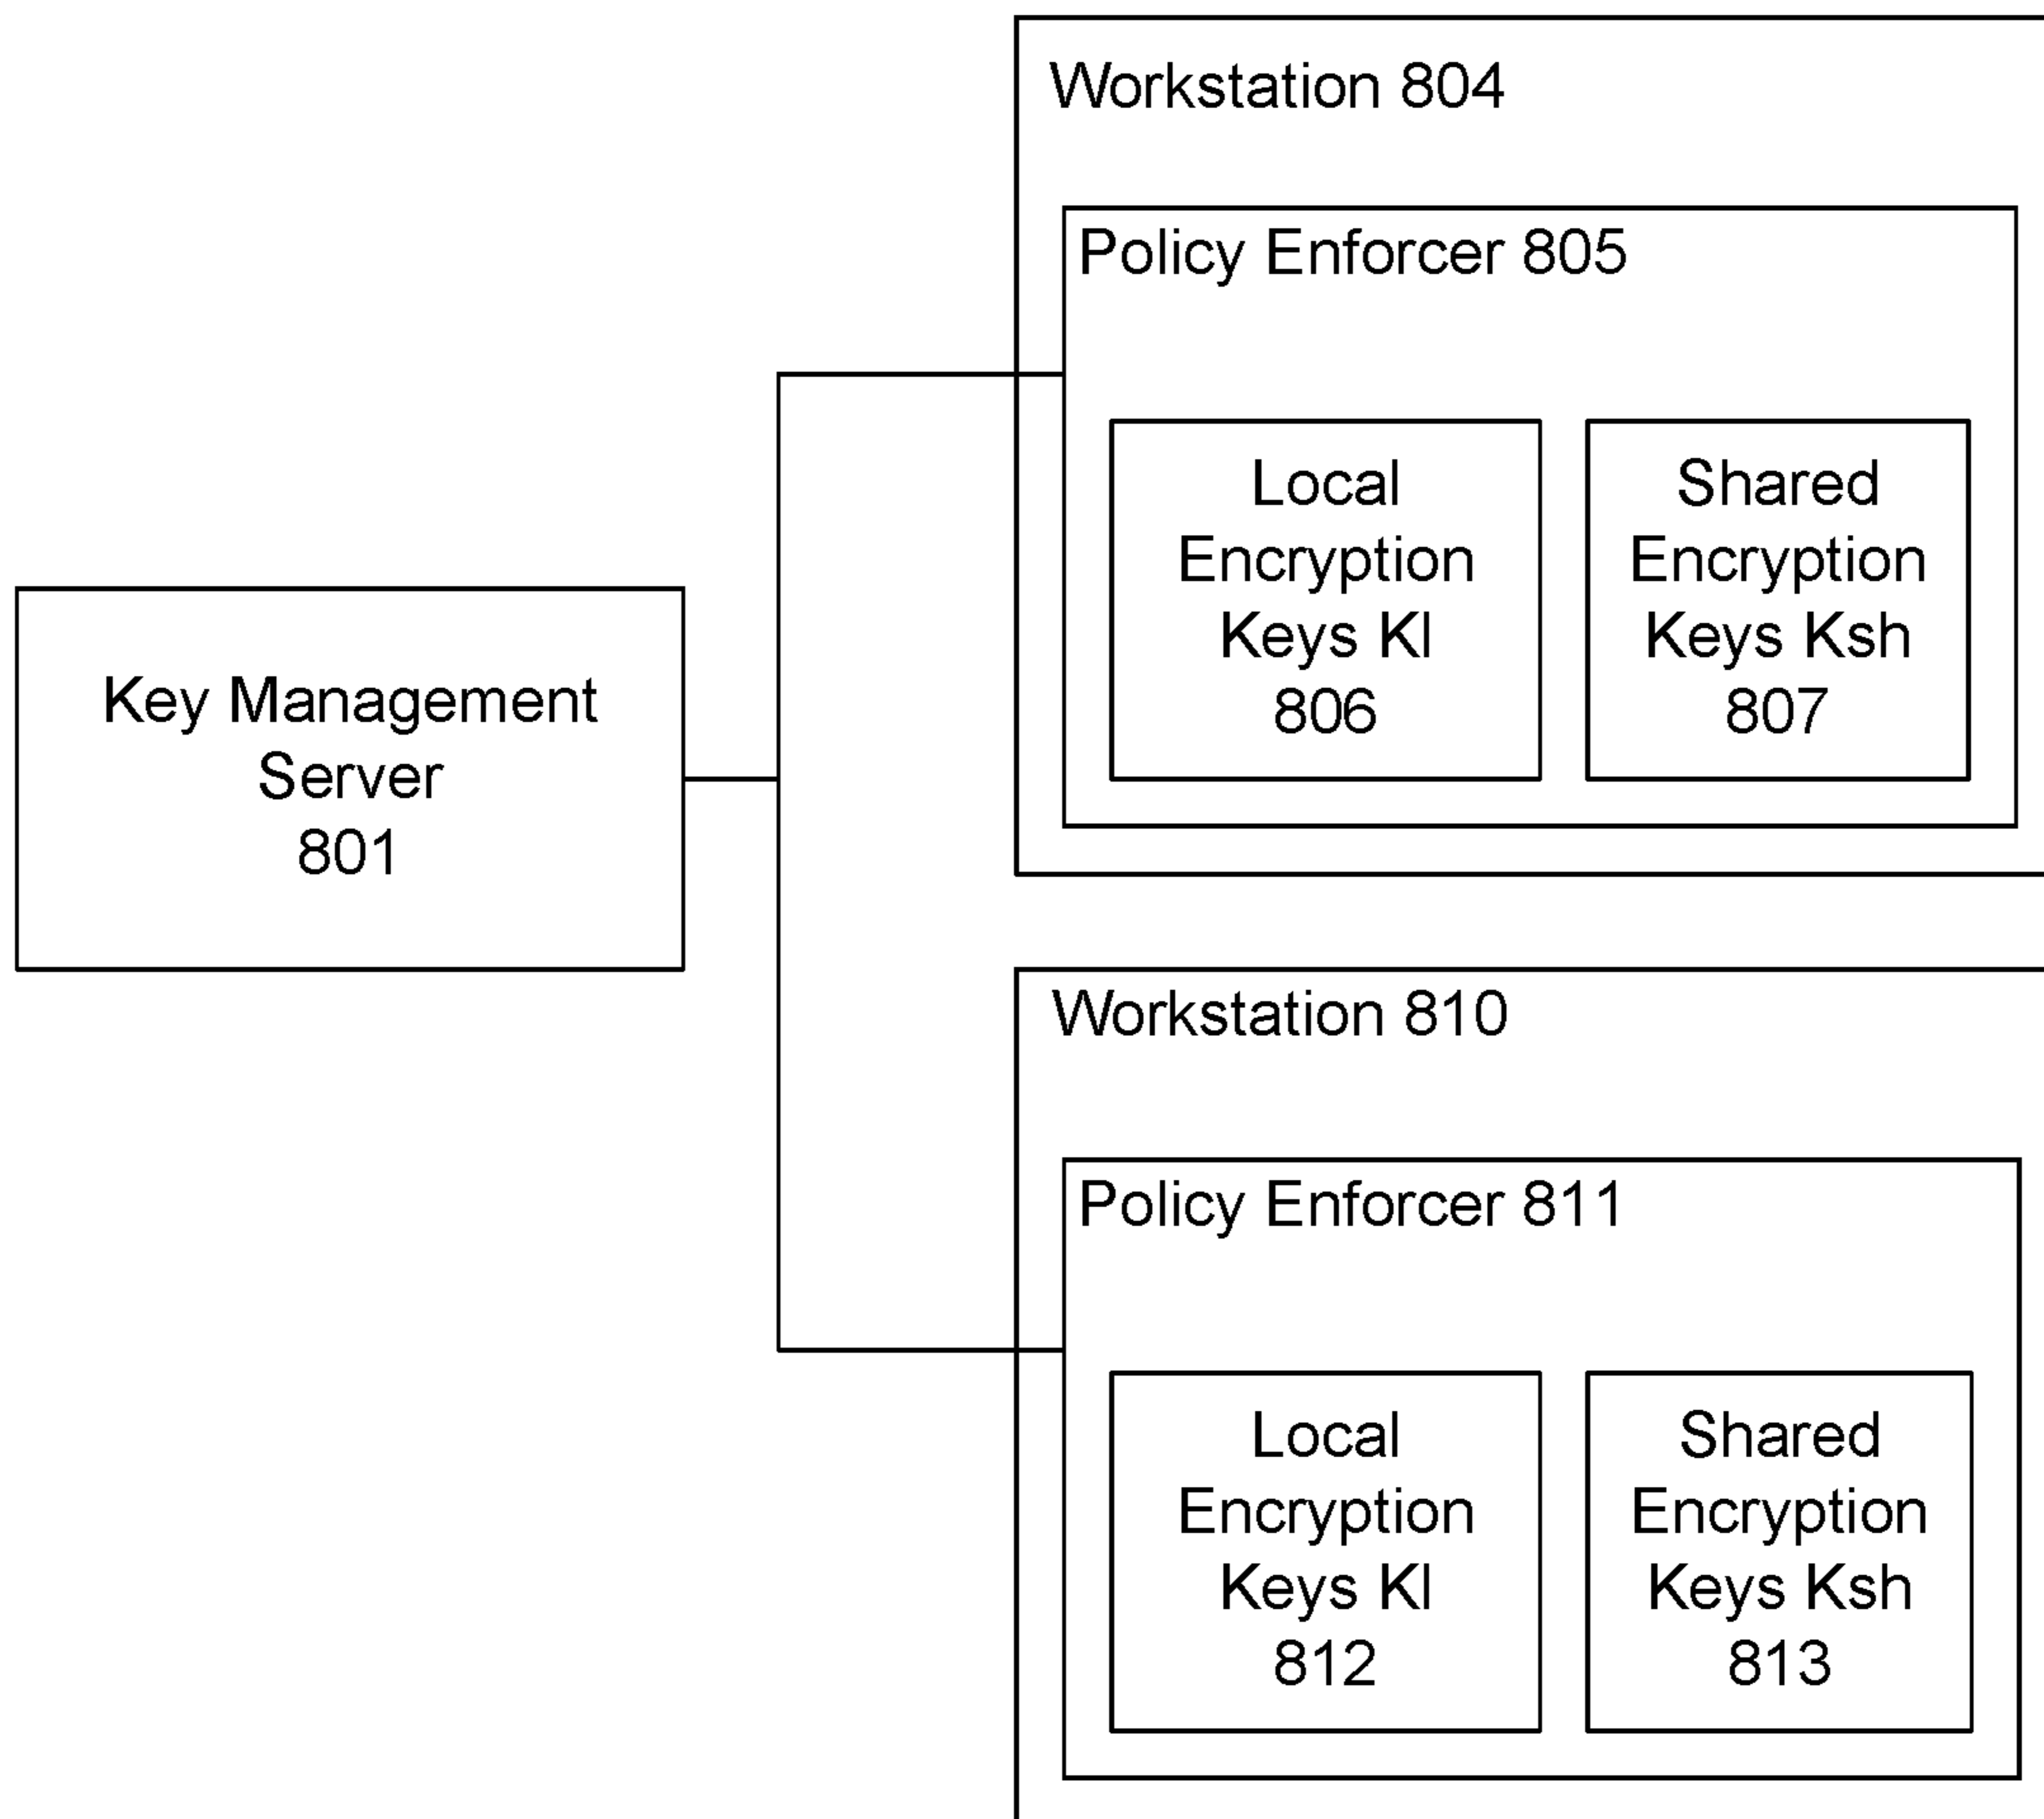 Workstation 804
Policy Enforcer 805
Local
Encryption
Keys Kl
806
Shared
Encryption
Keys Ksh
807
Key Management
Server
801
Workstation 810
Policy Enforcer 811
Local
Encryption
Keys Kl
812
Shared
Encryption
Keys Ksh
813